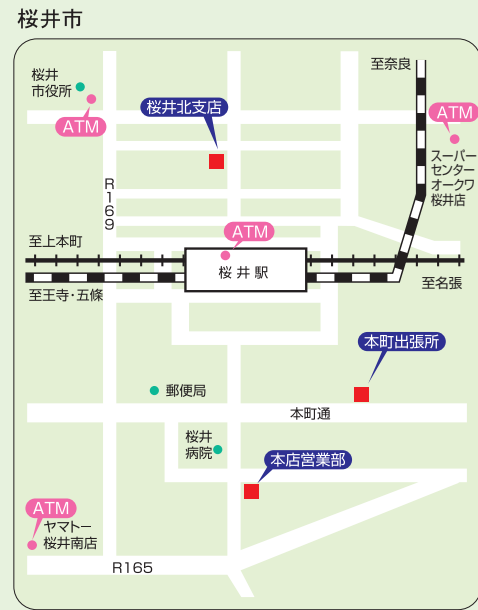 桜井市
至奈良
桜井
市役所
ATM
桜井北支店
ATM
スーパー
センター
オークワ
桜井店
R169
ATM
至上本町
桜井駅
至名張
至王寺・五條
本町出張所
郵便局
本町通
桜井
病院
本店営業部
ATM
ヤマトー
桜井南店
R165